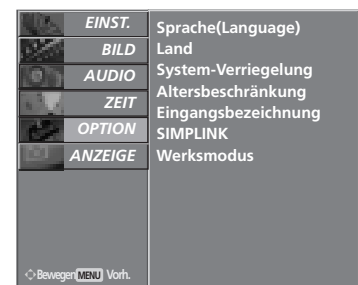 EINST.
BILD
AUDIO
ZEIT
OPTION
ANZEIGE
Sprache(Language)
Land
System-Verriegelung
Altersbeschränkung
Eingangsbezeichnung
SIMPLINK
Werksmodus
Bewegen MENU Vorh.